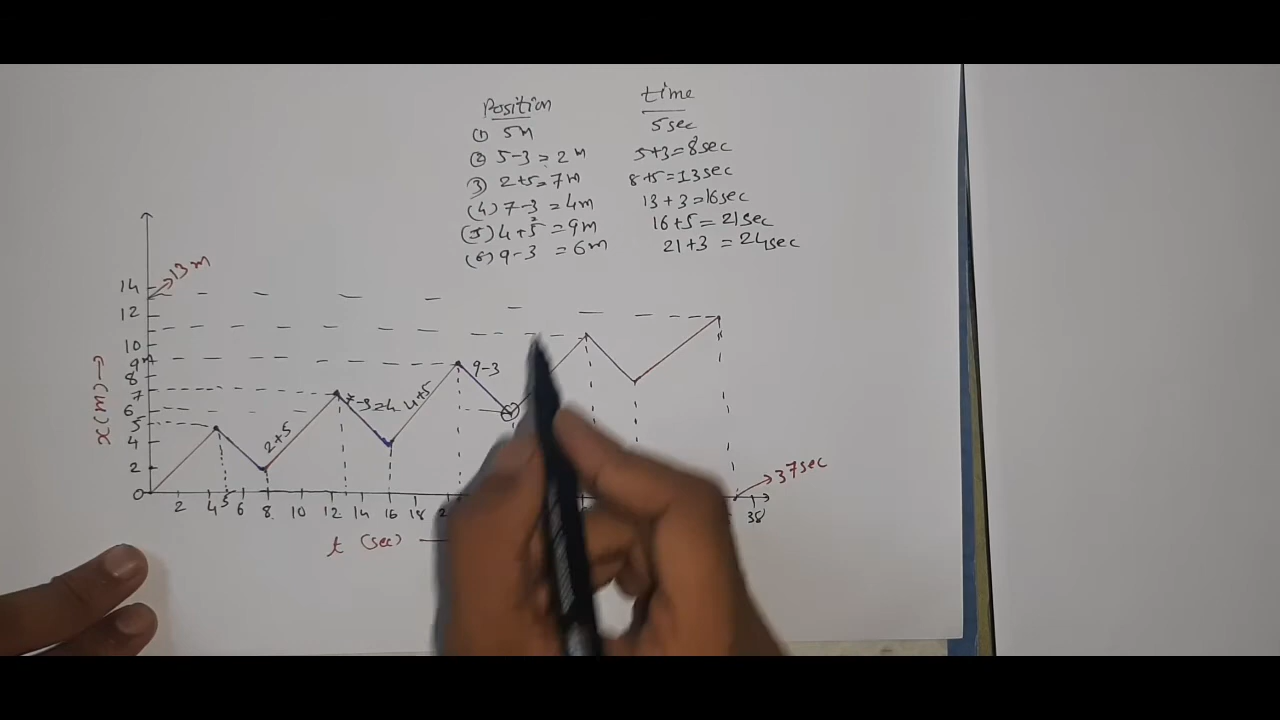 Position time
(1) 5m 5sec
(2) 5-3 = 2m 5+3=8sec
(3) 2+5=7m 8+5=13sec
(4) 7-3 = 4m 13+3=16sec
(5) 4+5 = 9m 16+5=21sec
(6) 9-3 = 6m 21+3 = 24sec
13m
14
12
10
9m
8
7
6
5
4
2
0
x(m)
9-3
4+5
7-3=4
2+5
37sec
2 4 5 6 8 10 12 14 16 18 38
t (sec)